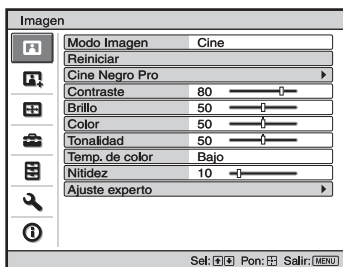 Imagen
Modo Imagen Cine
Reiniciar
Cine Negro Pro
Contraste 80
Brillo 50
Color 50
Tonalidad 50
Temp. de color Bajo
Nitidez 10
Ajuste experto
Sel: Pon: Salir: MENU